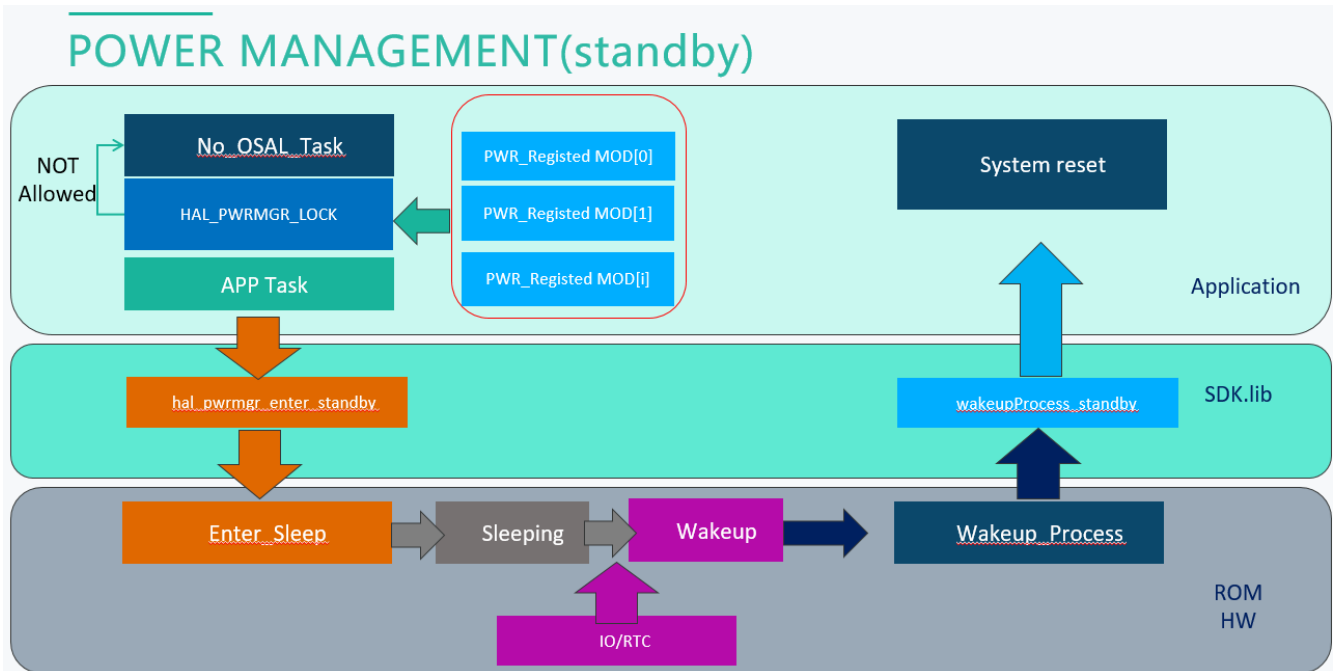 POWER MANAGEMENT(standby)
No_OSAL_Task
NOT
Allowed
HAL_PWRMGR_LOCK
APP Task
PWR_Registed MOD[0]
PWR_Registed MOD[1]
PWR_Registed MOD[i]
System reset
Application
hal_pwrmgr_enter_standby
wakeupProcess_standby
SDK.lib
Enter_Sleep
Sleeping
Wakeup
Wakeup_Process
IO/RTC
ROM
HW